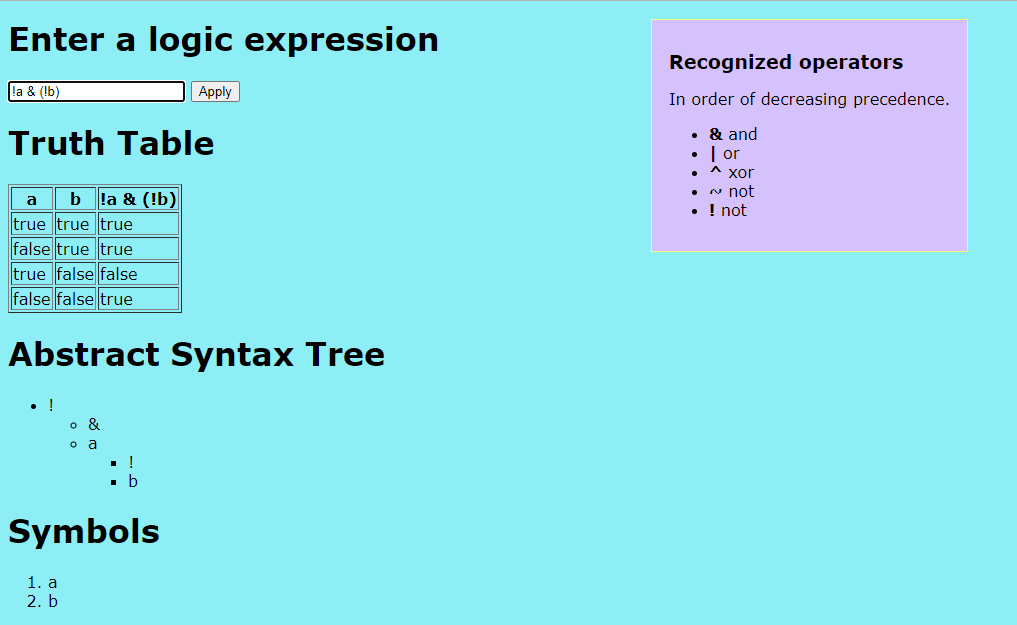 Enter a logic expression
!a & (!b) Apply
Truth Table
a b !a & (!b)
true true true
false true true
true false false
false false true
Abstract Syntax Tree
!
&
a
!
b
Symbols
1. a
2. b
Recognized operators
In order of decreasing precedence.
& and
| or
^ xor
~ not
! not